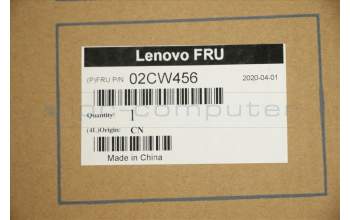 Lenovo FRU
(P)FRU P/N 02CW456 2020-04-01
Quantity: 1
(4L)Origin: CN
Made in China